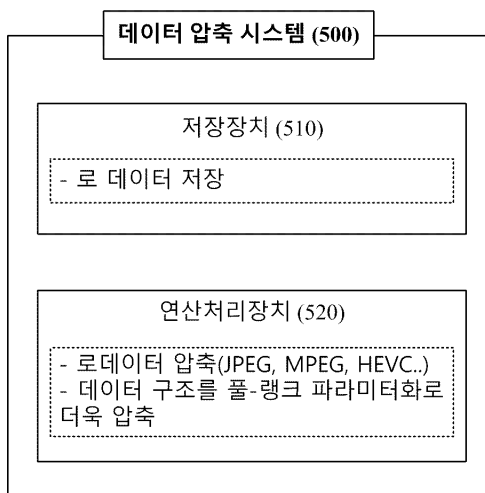 데이터 압축 시스템 (500)
저장장치 (510)
- 로 데이터 저장
연산처리장치 (520)
- 로데이터 압축(JPEG, MPEG, HEVC..)
- 데이터 구조를 풀-랭크 파라미터화로
더욱 압축